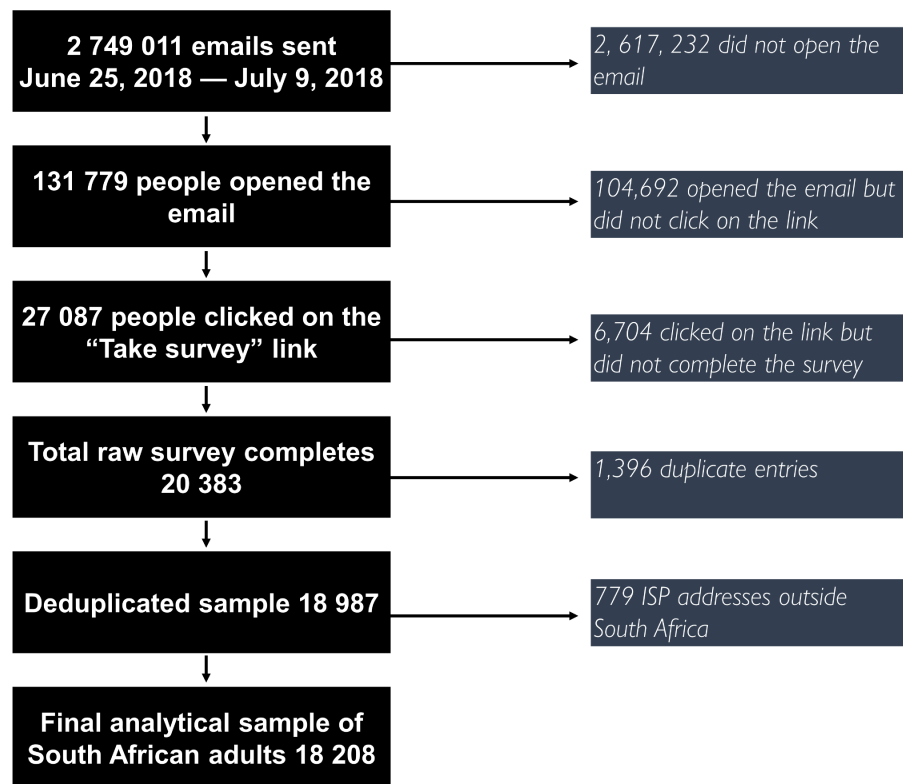 2 749 011 emails sent
June 25, 2018 — July 9, 2018
2, 617, 232 did not open the
email
131 779 people opened the
email
104,692 opened the email but
did not click on the link
27 087 people clicked on the
“Take survey” link
6,704 clicked on the link but
did not complete the survey
Total raw survey completes
20 383
1,396 duplicate entries
Deduplicated sample 18 987
779 ISP addresses outside
South Africa
Final analytical sample of
South African adults 18 208